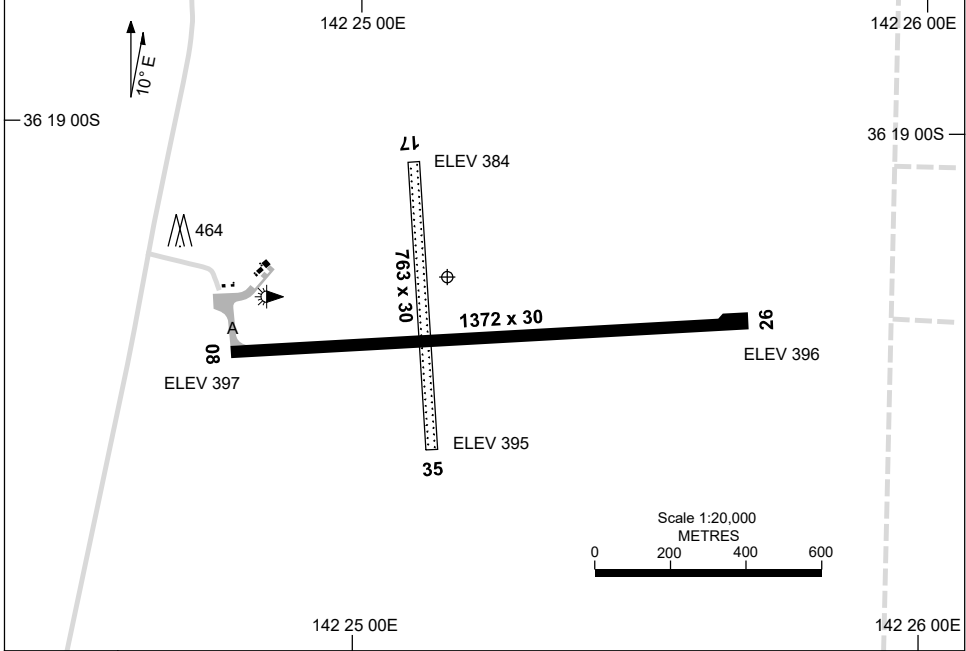 142 25 00E
142 26 00E
10° E
36 19 00S
36 19 00S
17
ELEV 384
464
763 x 30
1372 x 30
26
A
08
ELEV 396
ELEV 397
ELEV 395
35
Scale 1:20,000
METRES
0 200 400 600
142 25 00E
142 26 00E